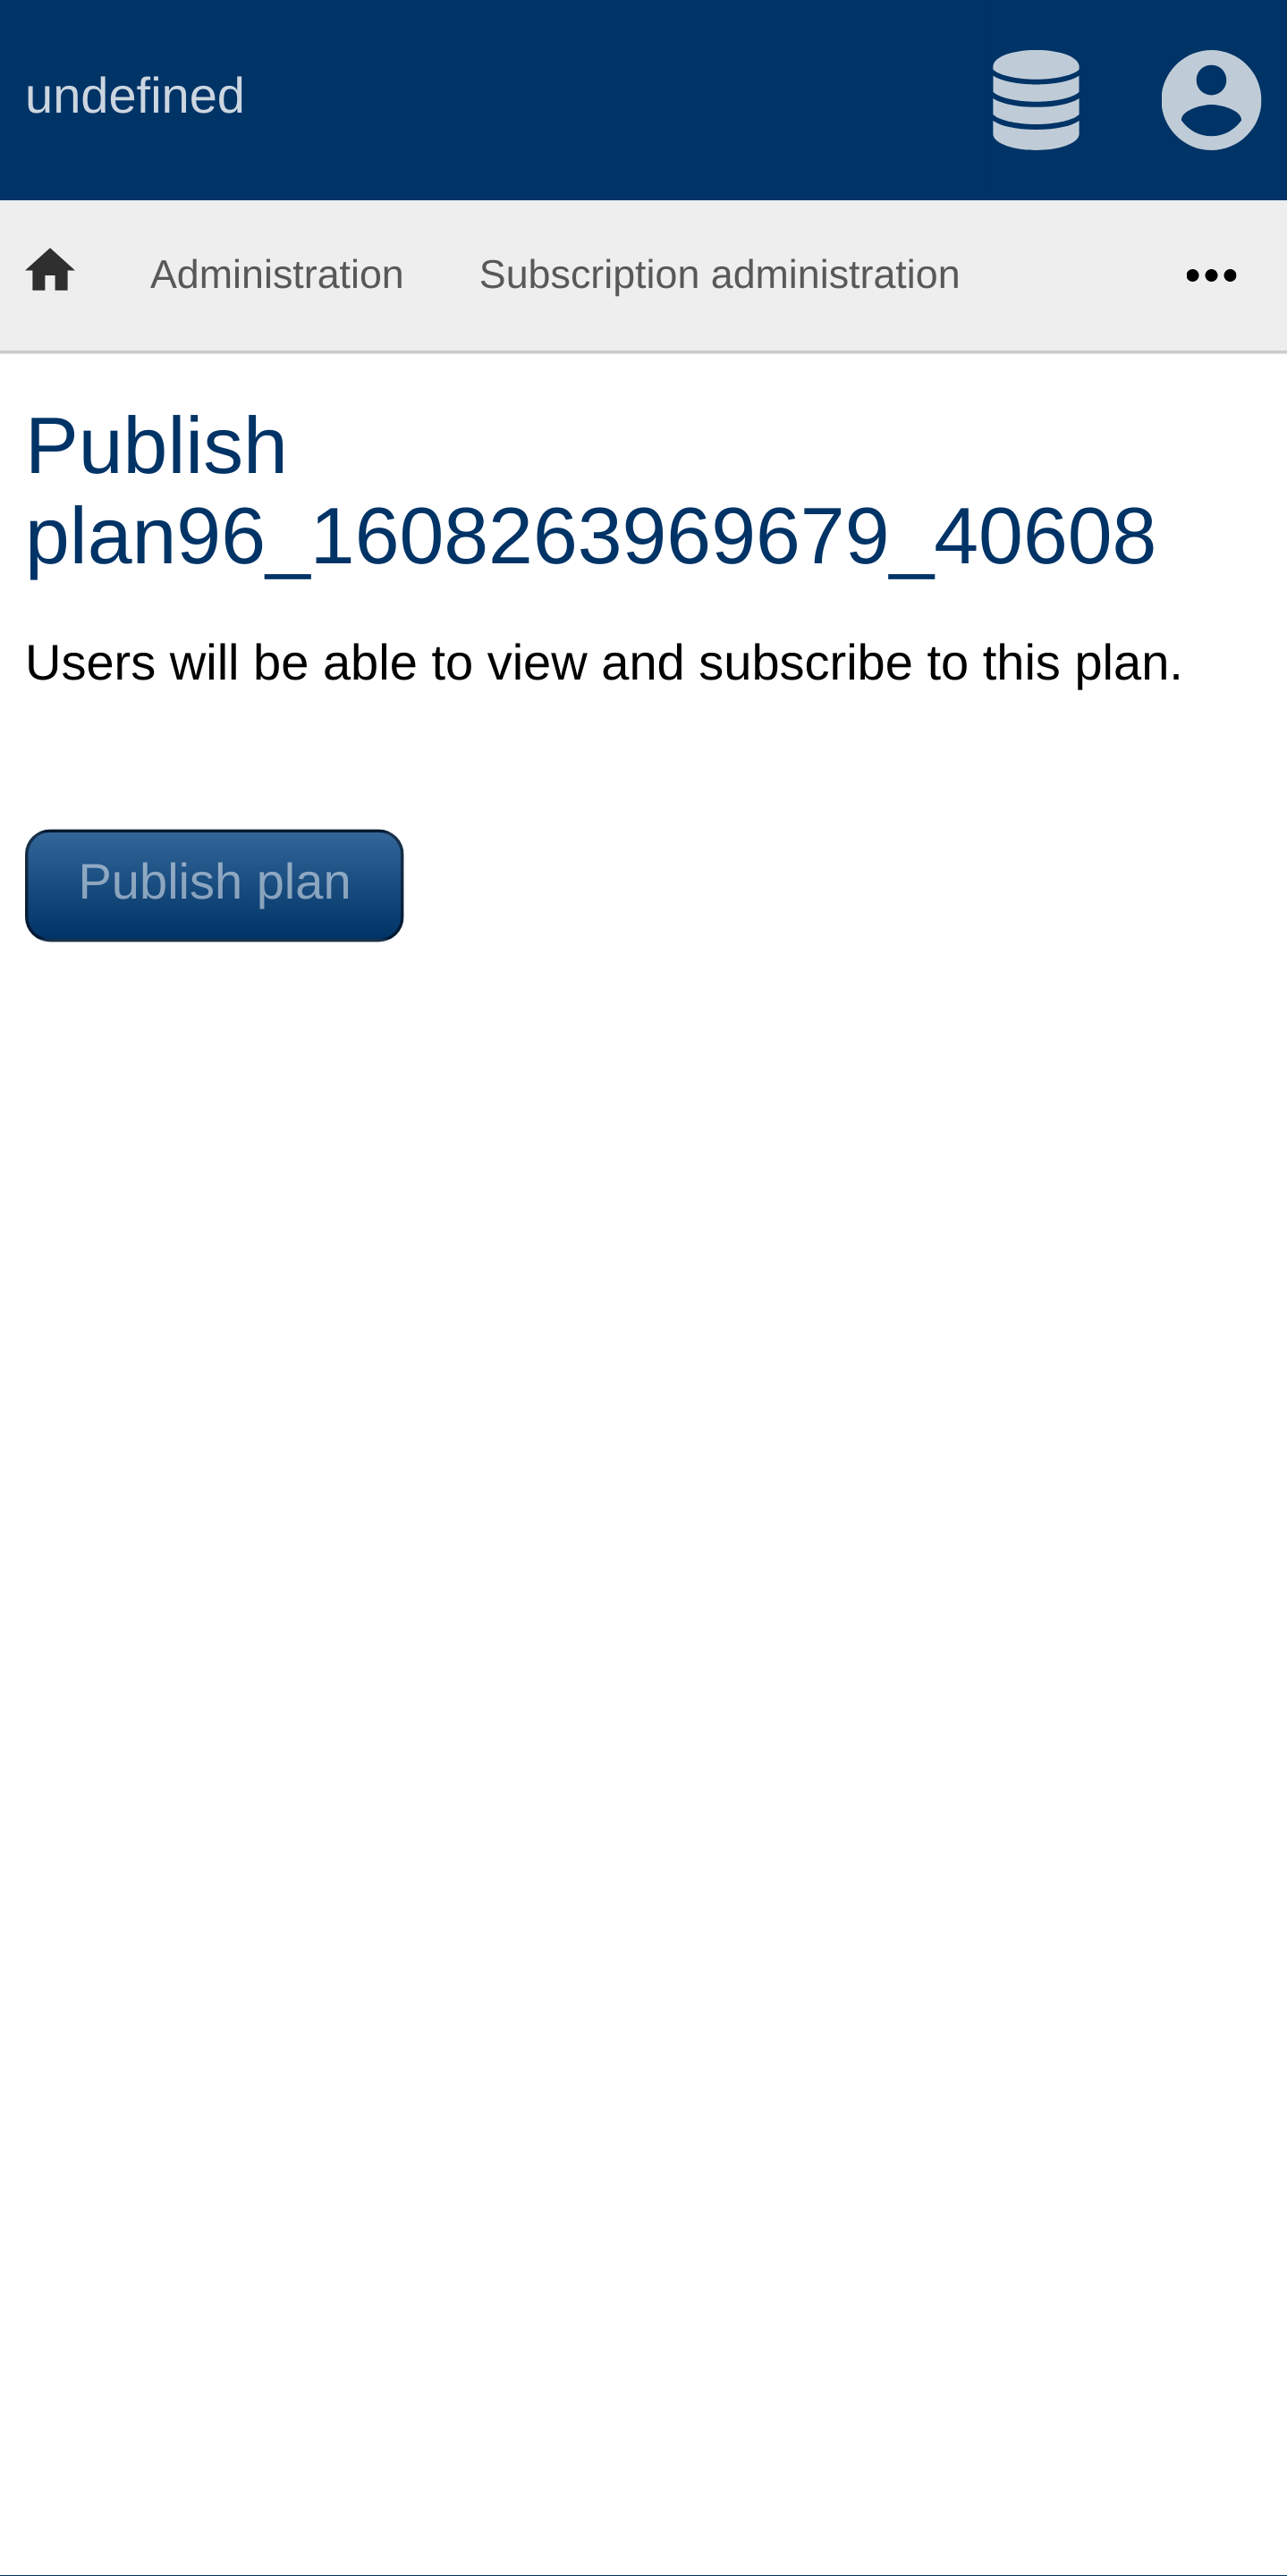 undefined
Administration Subscription administration
Publish
plan96_1608263969679_40608
Users will be able to view and subscribe to this plan.
Publish plan